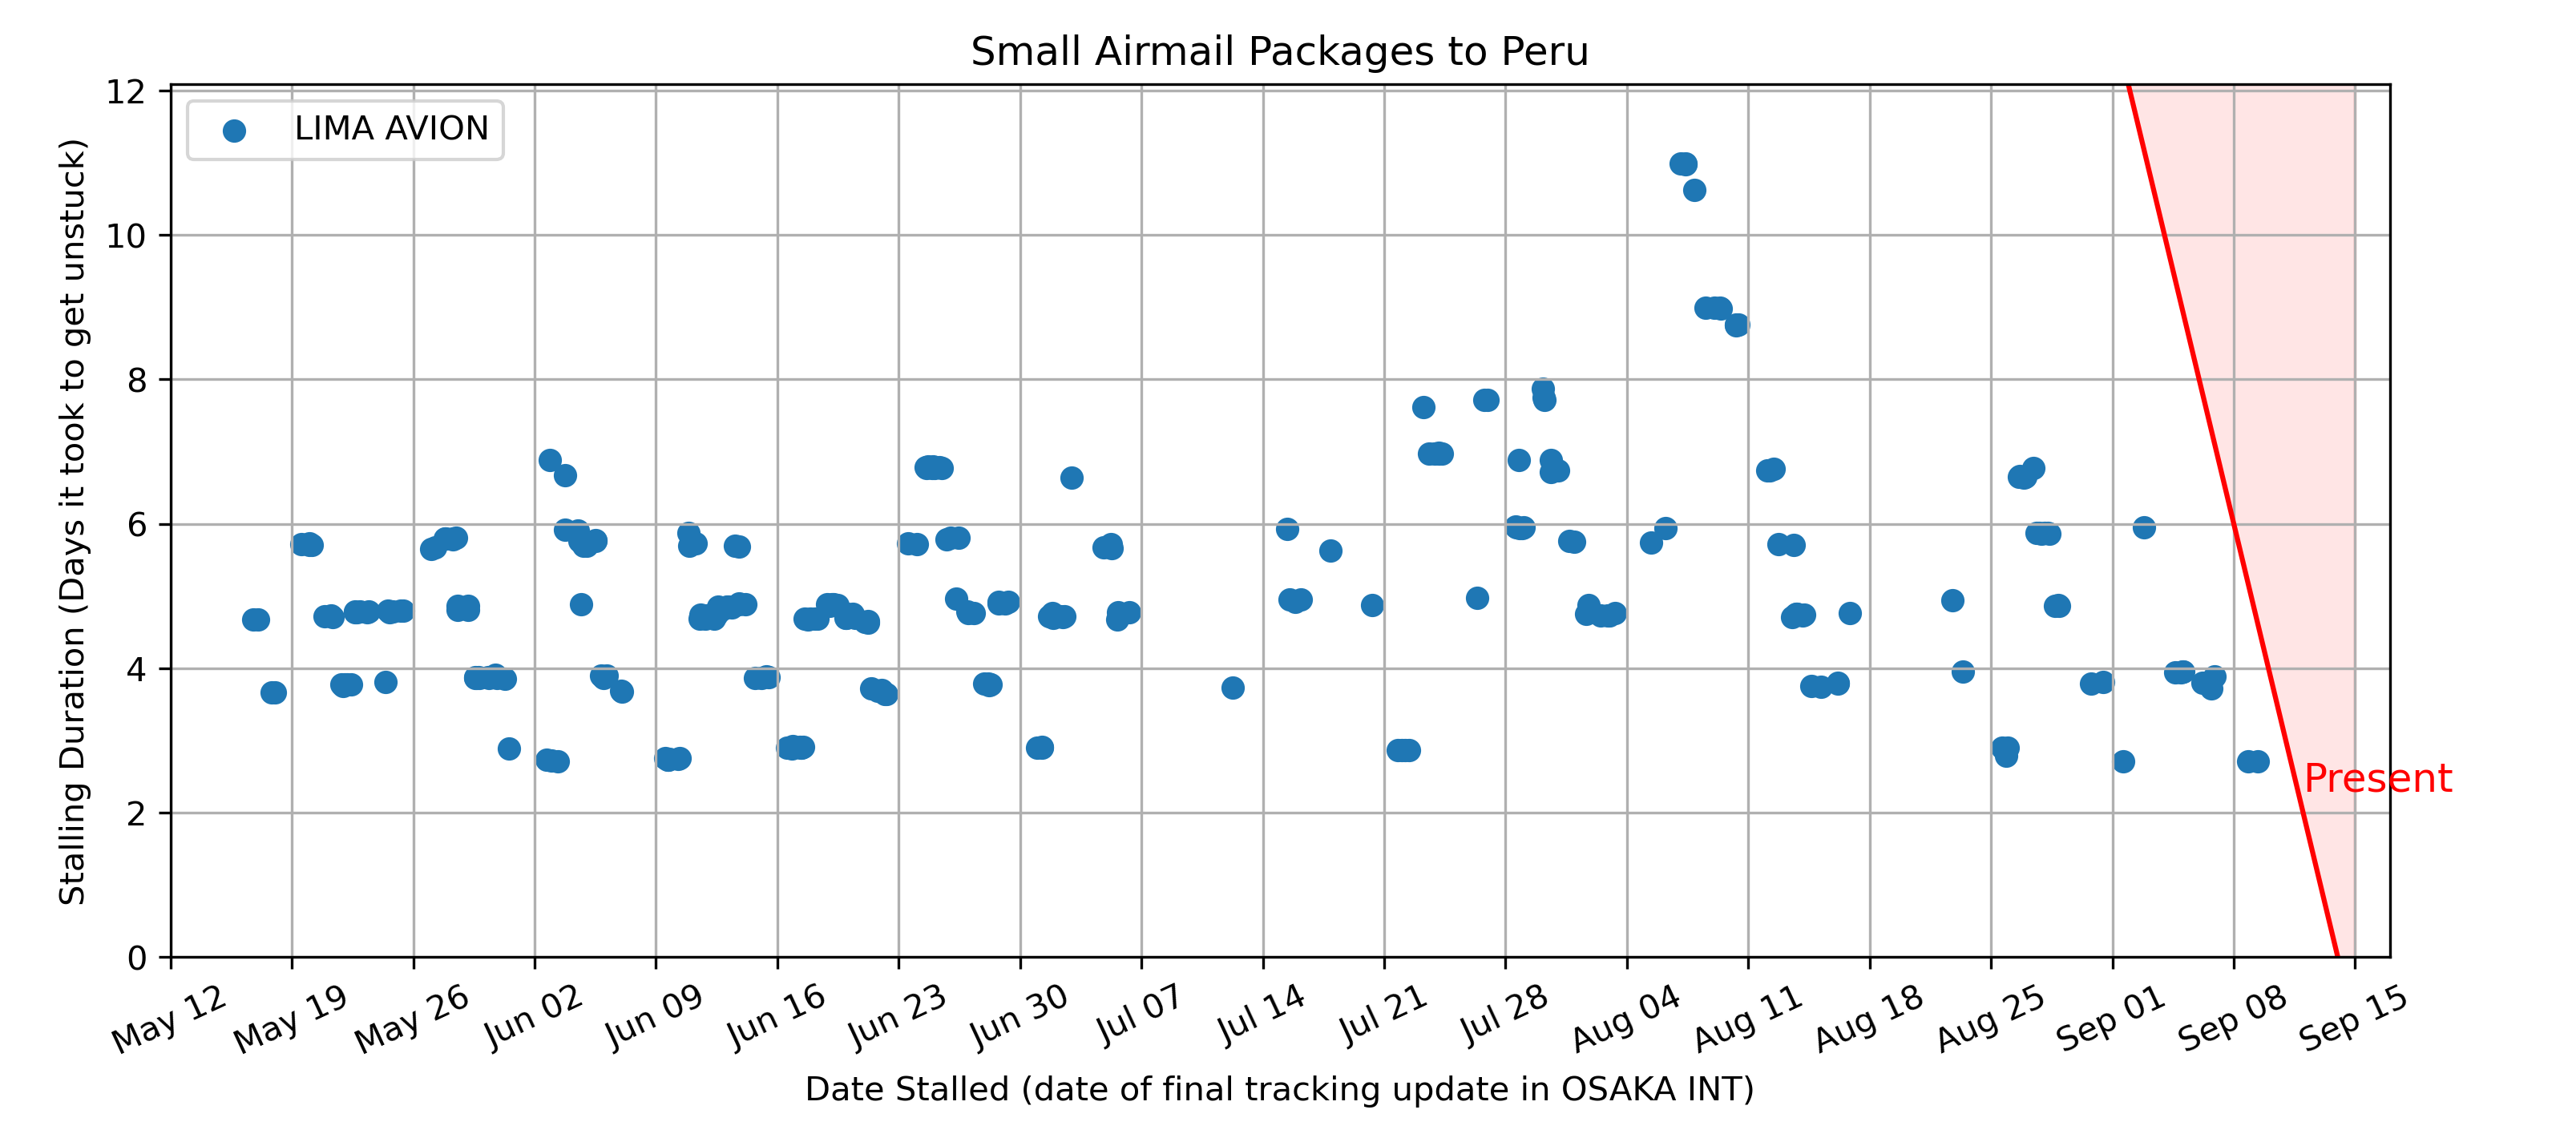 Small Airmail Packages to Peru
LIMA AVION
Stalling Duration (Days it took to get unstuck)
12
10
8
6
4
2
0
Present
May 12
May 19
May 26
Jun 02
Jun 09
Jun 16
Jun 23
Jun 30
Jul 07
Jul 14
Jul 21
Jul 28
Aug 04
Aug 11
Aug 18
Aug 25
Sep 01
Sep 08
Sep 15
Date Stalled (date of final tracking update in OSAKA INT)